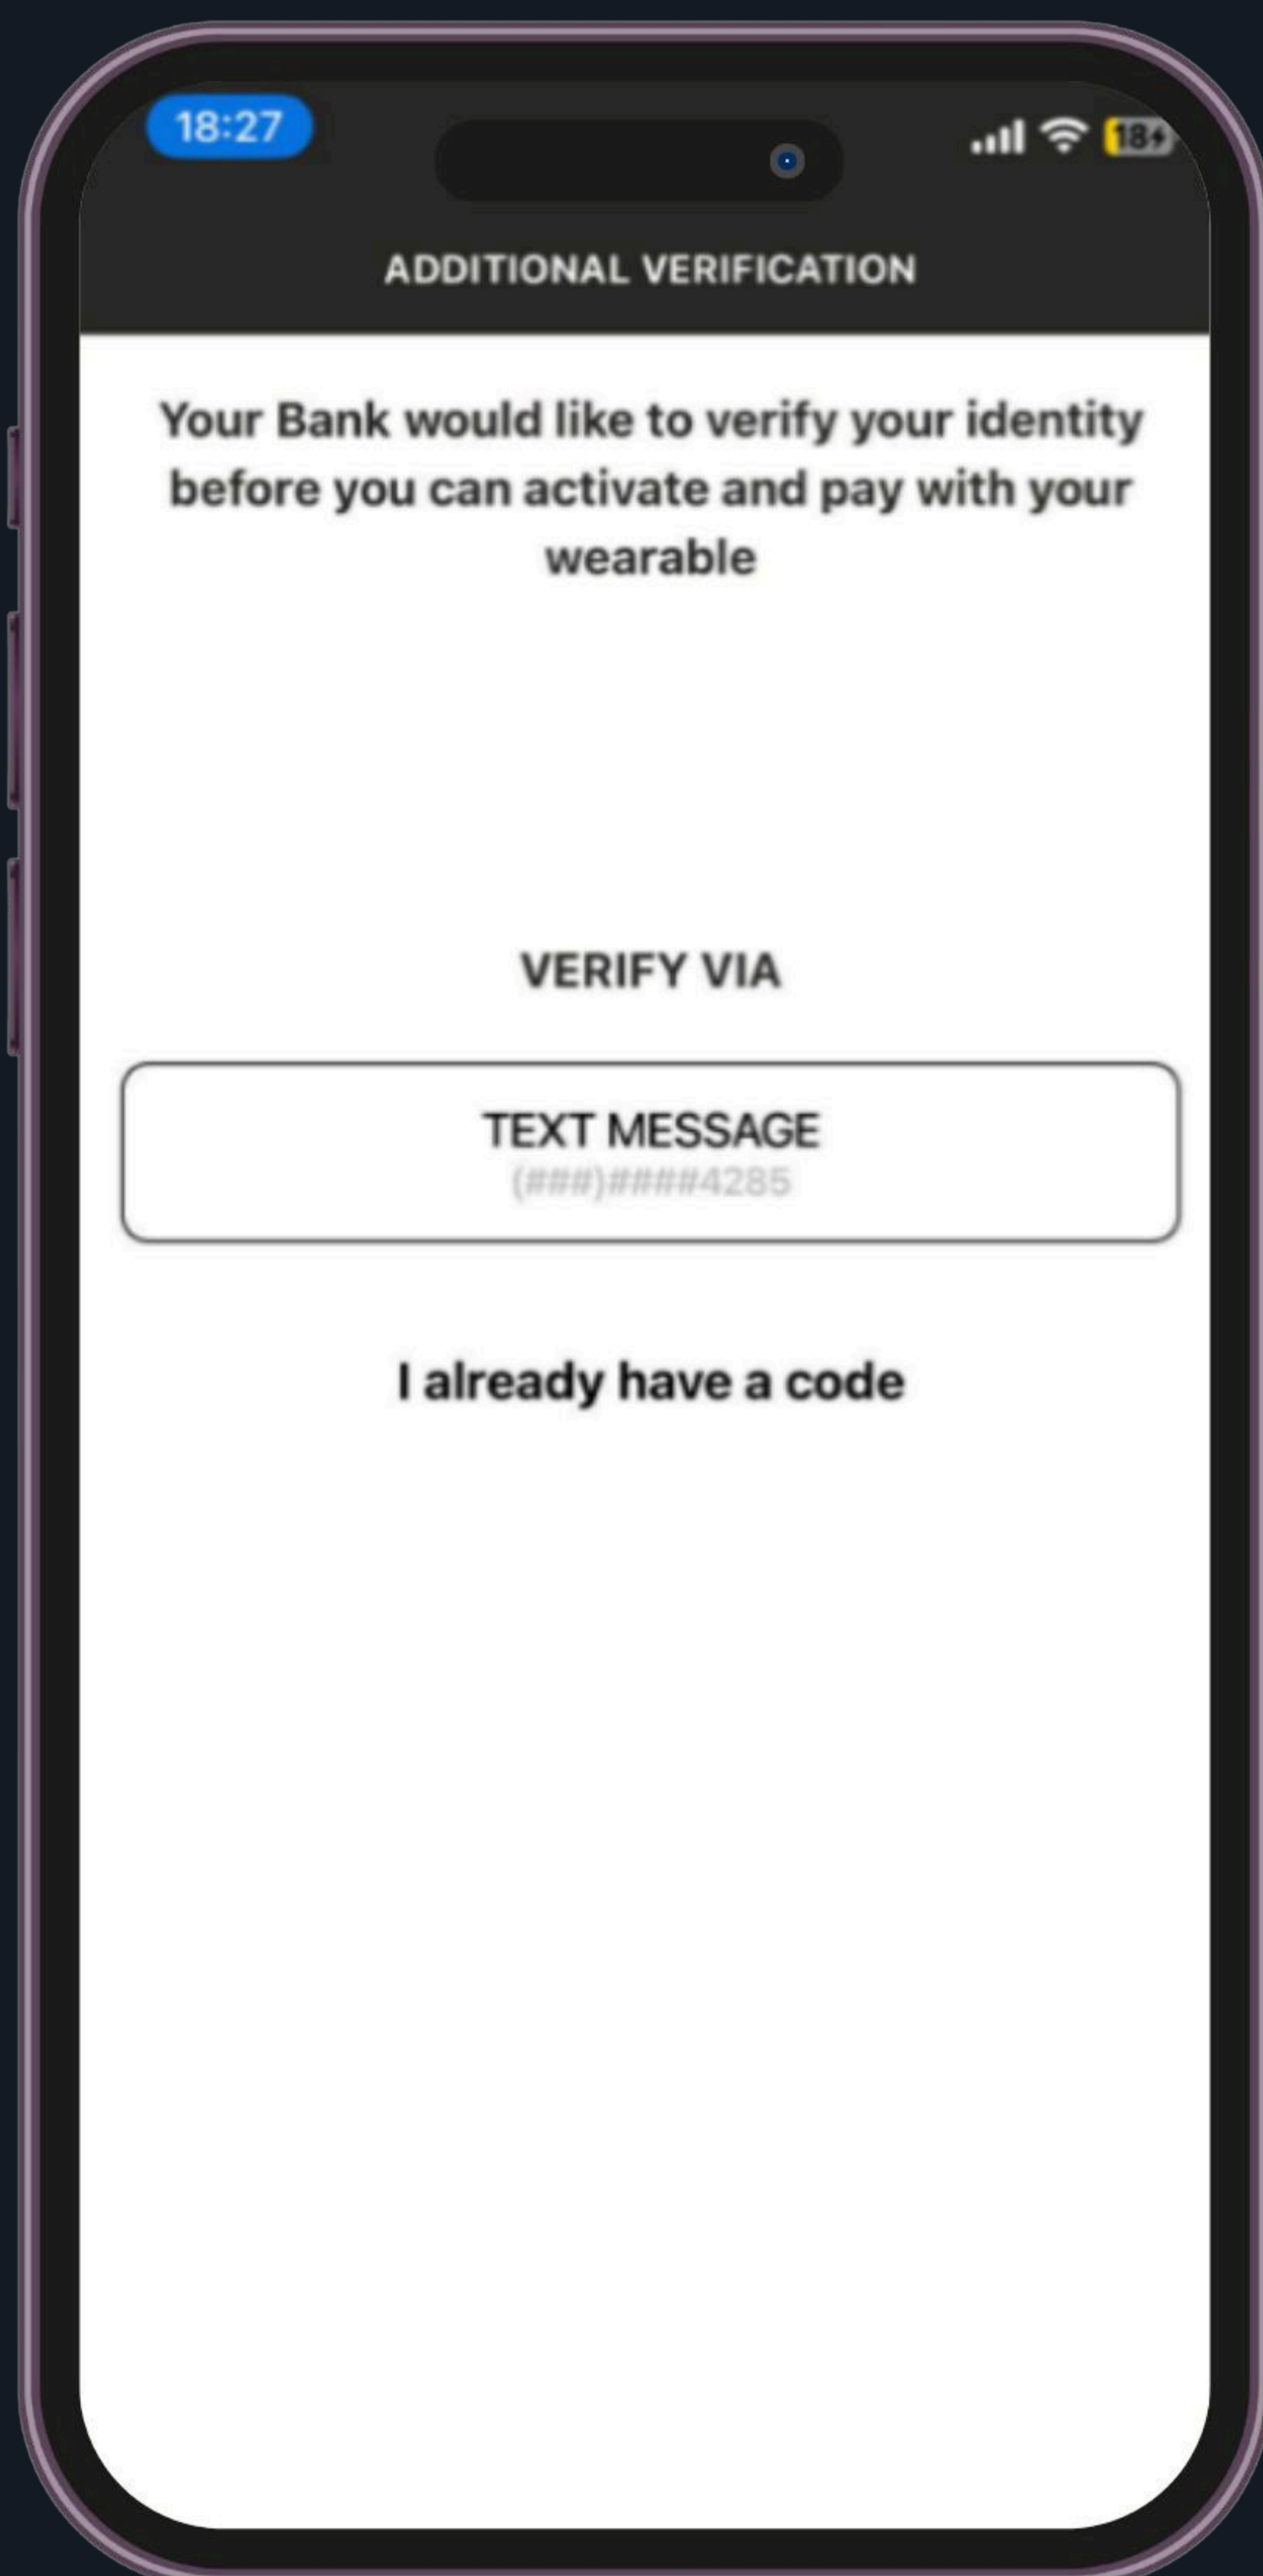 18:27
18
ADDITIONAL VERIFICATION
Your Bank would like to verify your identity
before you can activate and pay with your
wearable
VERIFY VIA
TEXT MESSAGE
(###)####4285
I already have a code